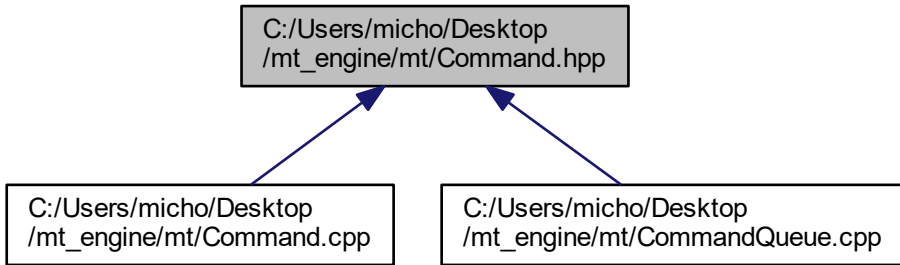 C:/Users/micho/Desktop
/mt_engine/mt/Command.hpp
C:/Users/micho/Desktop
/mt_engine/mt/Command.cpp
C:/Users/micho/Desktop
/mt_engine/mt/CommandQueue.cpp